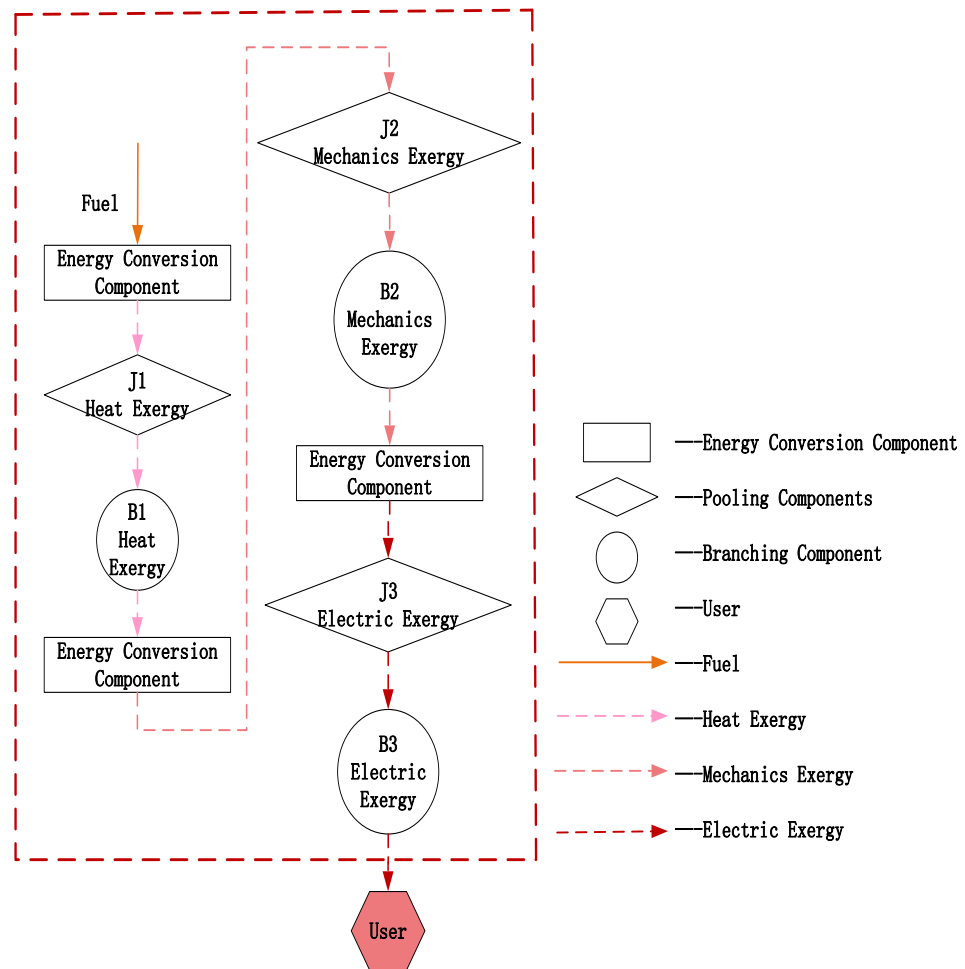 Fuel
Energy Conversion
Component
J1
Heat Exergy
B1
Heat
Exergy
Energy Conversion
Component
J2
Mechanics Exergy
B2
Mechanics
Exergy
Energy Conversion
Component
J3
Electric Exergy
B3
Electric
Exergy
User
——Energy Conversion Component
——Pooling Components
——Branching Component
——User
——Fuel
——Heat Exergy
——Mechanics Exergy
——Electric Exergy